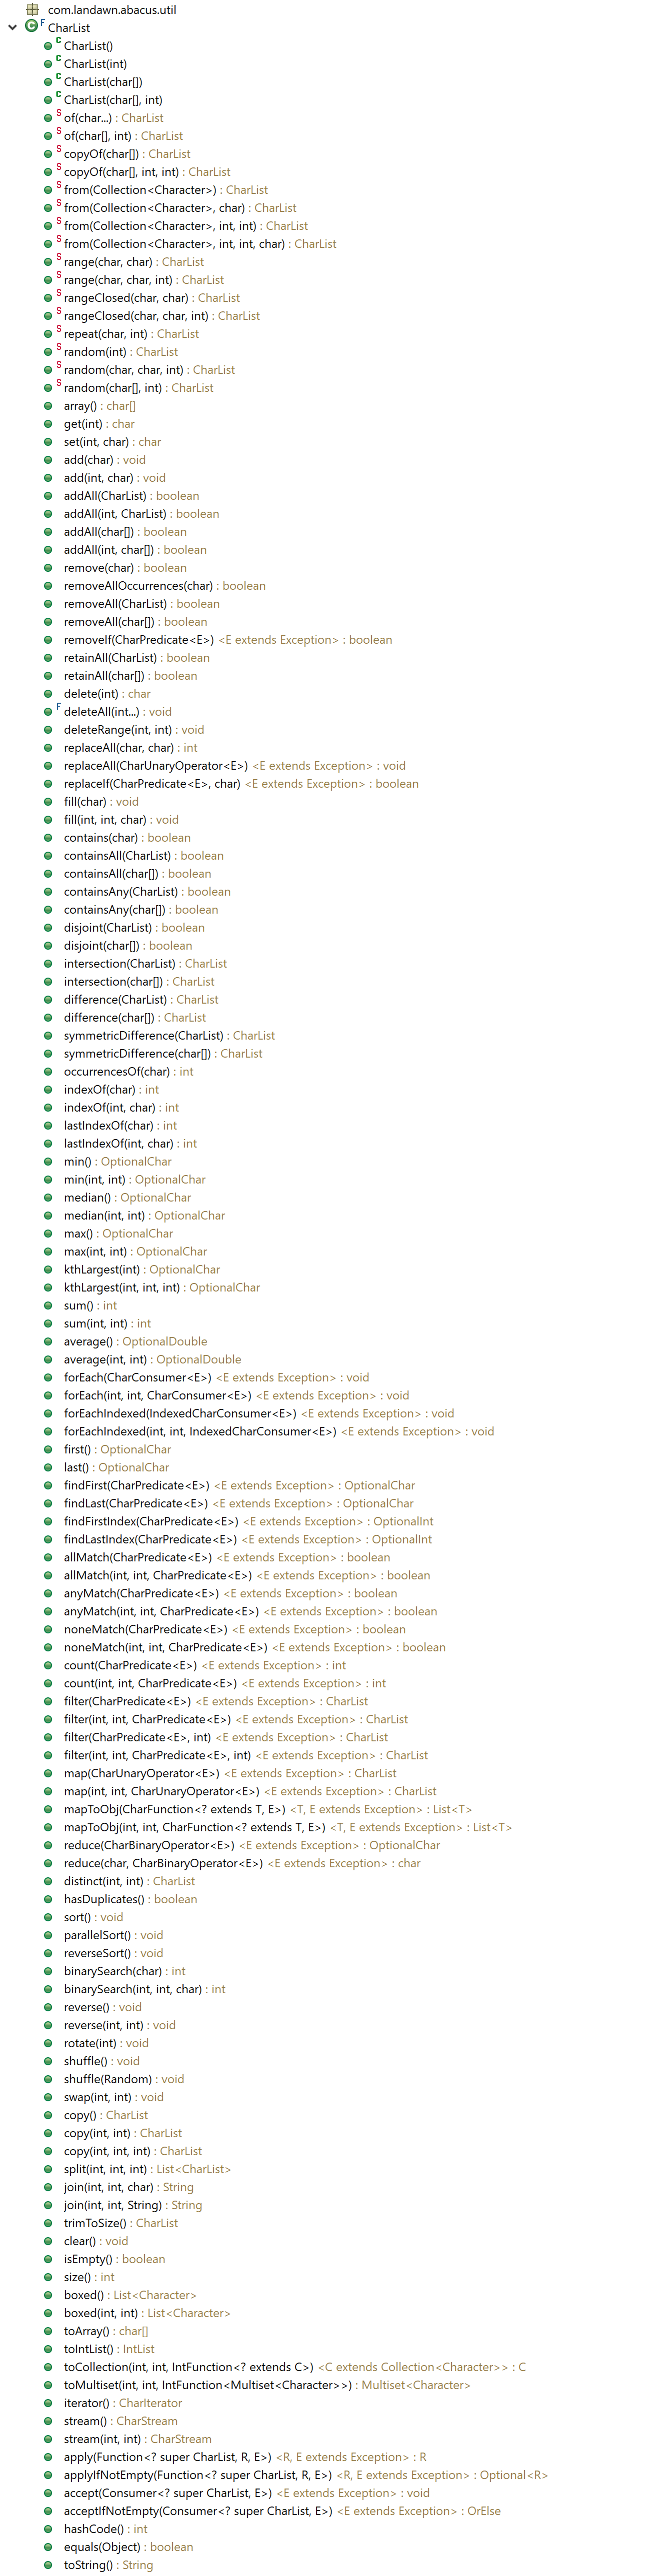 com.landawn.abacus.util
CharList
CharList()
CharList(int)
CharList(char[])
CharList(char[], int)
of(char...) : CharList
of(char[], int) : CharList
copyOf(char[]) : CharList
copyOf(char[], int, int) : CharList
from(Collection<Character>) : CharList
from(Collection<Character>, char) : CharList
from(Collection<Character>, int, int) : CharList
from(Collection<Character>, int, int, char) : CharList
range(char, char) : CharList
range(char, char, int) : CharList
rangeClosed(char, char) : CharList
rangeClosed(char, char, int) : CharList
repeat(char, int) : CharList
random(int) : CharList
random(char, char, int) : CharList
random(char[], int) : CharList
array() : char[]
get(int) : char
set(int, char) : char
add(char) : void
add(int, char) : void
addAll(CharList) : boolean
addAll(int, CharList) : boolean
addAll(char[]) : boolean
addAll(int, char[]) : boolean
remove(char) : boolean
removeAllOccurrences(char) : boolean
removeAll(CharList) : boolean
removeAll(char[]) : boolean
removeIf(CharPredicate<E>) <E extends Exception> : boolean
retainAll(CharList) : boolean
retainAll(char[]) : boolean
delete(int) : char
deleteAll(int...) : void
deleteRange(int, int) : void
replaceAll(char, char) : int
replaceAll(CharUnaryOperator<E>) <E extends Exception> : void
replaceIf(CharPredicate<E>, char) <E extends Exception> : boolean
fill(char) : void
fill(int, int, char) : void
contains(char) : boolean
containsAll(CharList) : boolean
containsAll(char[]) : boolean
containsAny(CharList) : boolean
containsAny(char[]) : boolean
disjoint(CharList) : boolean
disjoint(char[]) : boolean
intersection(CharList) : CharList
intersection(char[]) : CharList
difference(CharList) : CharList
difference(char[]) : CharList
symmetricDifference(CharList) : CharList
symmetricDifference(char[]) : CharList
occurrencesOf(char) : int
indexOf(char) : int
indexOf(int, char) : int
lastIndexOf(char) : int
lastIndexOf(int, char) : int
min() : OptionalChar
min(int, int) : OptionalChar
median() : OptionalChar
median(int, int) : OptionalChar
max() : OptionalChar
max(int, int) : OptionalChar
kthLargest(int) : OptionalChar
kthLargest(int, int, int) : OptionalChar
sum() : int
sum(int, int) : int
average() : OptionalDouble
average(int, int) : OptionalDouble
forEach(CharConsumer<E>) <E extends Exception> : void
forEach(int, int, CharConsumer<E>) <E extends Exception> : void
forEachIndexed(IndexedCharConsumer<E>) <E extends Exception> : void
forEachIndexed(int, int, IndexedCharConsumer<E>) <E extends Exception> : void
first() : OptionalChar
last() : OptionalChar
findFirst(CharPredicate<E>) <E extends Exception> : OptionalChar
findLast(CharPredicate<E>) <E extends Exception> : OptionalChar
findFirstIndex(CharPredicate<E>) <E extends Exception> : OptionalInt
findLastIndex(CharPredicate<E>) <E extends Exception> : OptionalInt
allMatch(CharPredicate<E>) <E extends Exception> : boolean
allMatch(int, int, CharPredicate<E>) <E extends Exception> : boolean
anyMatch(CharPredicate<E>) <E extends Exception> : boolean
anyMatch(int, int, CharPredicate<E>) <E extends Exception> : boolean
noneMatch(CharPredicate<E>) <E extends Exception> : boolean
noneMatch(int, int, CharPredicate<E>) <E extends Exception> : boolean
count(CharPredicate<E>) <E extends Exception> : int
count(int, int, CharPredicate<E>) <E extends Exception> : int
filter(CharPredicate<E>) <E extends Exception> : CharList
filter(int, int, CharPredicate<E>) <E extends Exception> : CharList
filter(CharPredicate<E>, int) <E extends Exception> : CharList
filter(int, int, CharPredicate<E>, int) <E extends Exception> : CharList
map(CharUnaryOperator<E>) <E extends Exception> : CharList
map(int, int, CharUnaryOperator<E>) <E extends Exception> : CharList
mapToObj(CharFunction<? extends T, E>) <T, E extends Exception> : List<T>
mapToObj(int, int, CharFunction<? extends T, E>) <T, E extends Exception> : List<T>
reduce(CharBinaryOperator<E>) <E extends Exception> : OptionalChar
reduce(char, CharBinaryOperator<E>) <E extends Exception> : char
distinct(int, int) : CharList
hasDuplicates() : boolean
sort() : void
parallelSort() : void
reverseSort() : void
binarySearch(char) : int
binarySearch(int, int, char) : int
reverse() : void
reverse(int, int) : void
rotate(int) : void
shuffle() : void
shuffle(Random) : void
swap(int, int) : void
copy() : CharList
copy(int, int) : CharList
copy(int, int, int) : CharList
split(int, int, int) : List<CharList>
join(int, int, char) : String
join(int, int, String) : String
trimToSize() : CharList
clear() : void
isEmpty() : boolean
size() : int
boxed() : List<Character>
boxed(int, int) : List<Character>
toArray() : char[]
toIntList() : IntList
toCollection(int, int, IntFunction<? extends C>) <C extends Collection<Character>> : C
toMultiset(int, int, IntFunction<Multiset<Character>>) : Multiset<Character>
iterator() : CharIterator
stream() : CharStream
stream(int, int) : CharStream
apply(Function<? super CharList, R, E>) <R, E extends Exception> : R
applyIfNotEmpty(Function<? super CharList, R, E>) <R, E extends Exception> : Optional<R>
accept(Consumer<? super CharList, E>) <E extends Exception> : void
acceptIfNotEmpty(Consumer<? super CharList, E>) <E extends Exception> : OrElse
hashCode() : int
equals(Object) : boolean
toString() : String